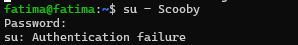 fatima@fatima:~$ su - Scooby
Password:
su: Authentication failure